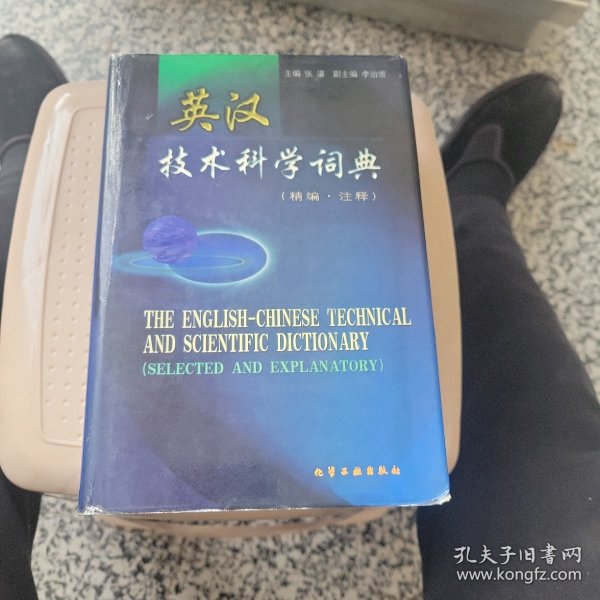 主编 张鎏 副主编 李治崇
英汉
技术科学词典
(精编·注释)
THE ENGLISH-CHINESE TECHNICAL
AND SCIENTIFIC DICTIONARY
(SELECTED AND EXPLANATORY)
化学工业出版社
孔夫子旧书网
www.kongfz.com